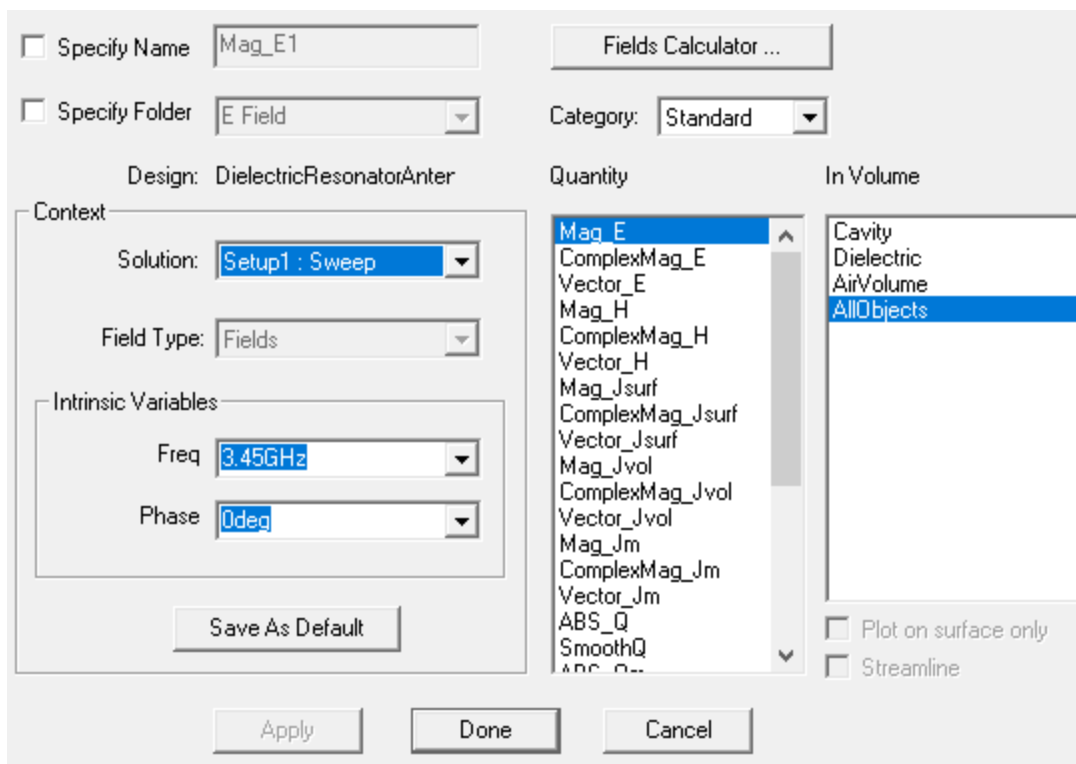 Specify Name
Mag_E1
Fields Calculator ...
Specify Folder
E Field
Category:
Standard
Design:
DielectricResonatorAnter
Quantity
In Volume
Context
Solution:
Setup1 : Sweep
Field Type:
Fields
Intrinsic Variables
Freq
3.45GHz
Phase
0deg
Save As Default
Mag_E
ComplexMag_E
Vector_E
Mag_H
ComplexMag_H
Vector_H
Mag_Jsurf
ComplexMag_Jsurf
Vector_Jsurf
Mag_Jvol
ComplexMag_Jvol
Vector_Jvol
Mag_Jm
ComplexMag_Jm
Vector_Jm
ABS_Q
SmoothQ
Cavity
Dielectric
AirVolume
AllObjects
Plot on surface only
Streamline
Apply
Done
Cancel